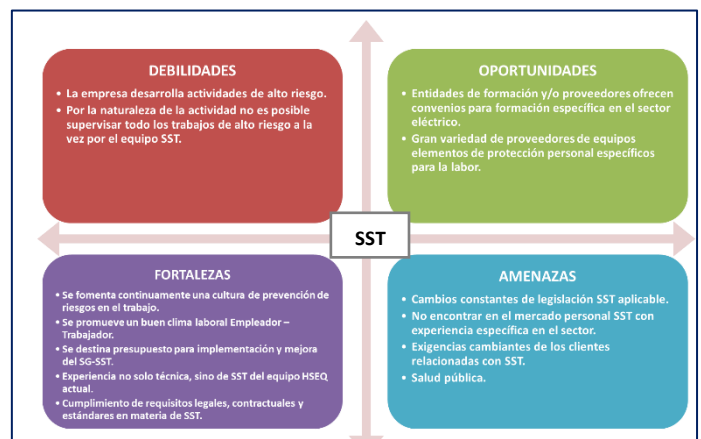 DEBILIDADES
• La empresa desarrolla actividades de alto riesgo.
• Por la naturaleza de la actividad no es posible
supervisar todo los trabajos de alto riesgo a la
vez por el equipo SST.
OPORTUNIDADES
• Entidades de formación y/o proveedores ofrecen
convenios para formación específica en el sector
eléctrico.
• Gran variedad de proveedores de equipos
elementos de protección personal específicos
para la labor.
SST
FORTALEZAS
• Se fomenta continuamente una cultura de prevención de
riesgos en el trabajo.
• Se promueve un buen clima laboral Empleador –
Trabajador.
• Se destina presupuesto para implementación y mejora
del SG-SST.
• Experiencia no solo técnica, sino de SST del equipo HSEQ
actual.
• Cumplimiento de requisitos legales, contractuales y
estándares en materia de SST.
AMENAZAS
• Cambios constantes de legislación SST aplicable.
• No encontrar en el mercado personal SST con
experiencia específica en el sector.
• Exigencias cambiantes de los clientes
relacionadas con SST.
• Salud pública.